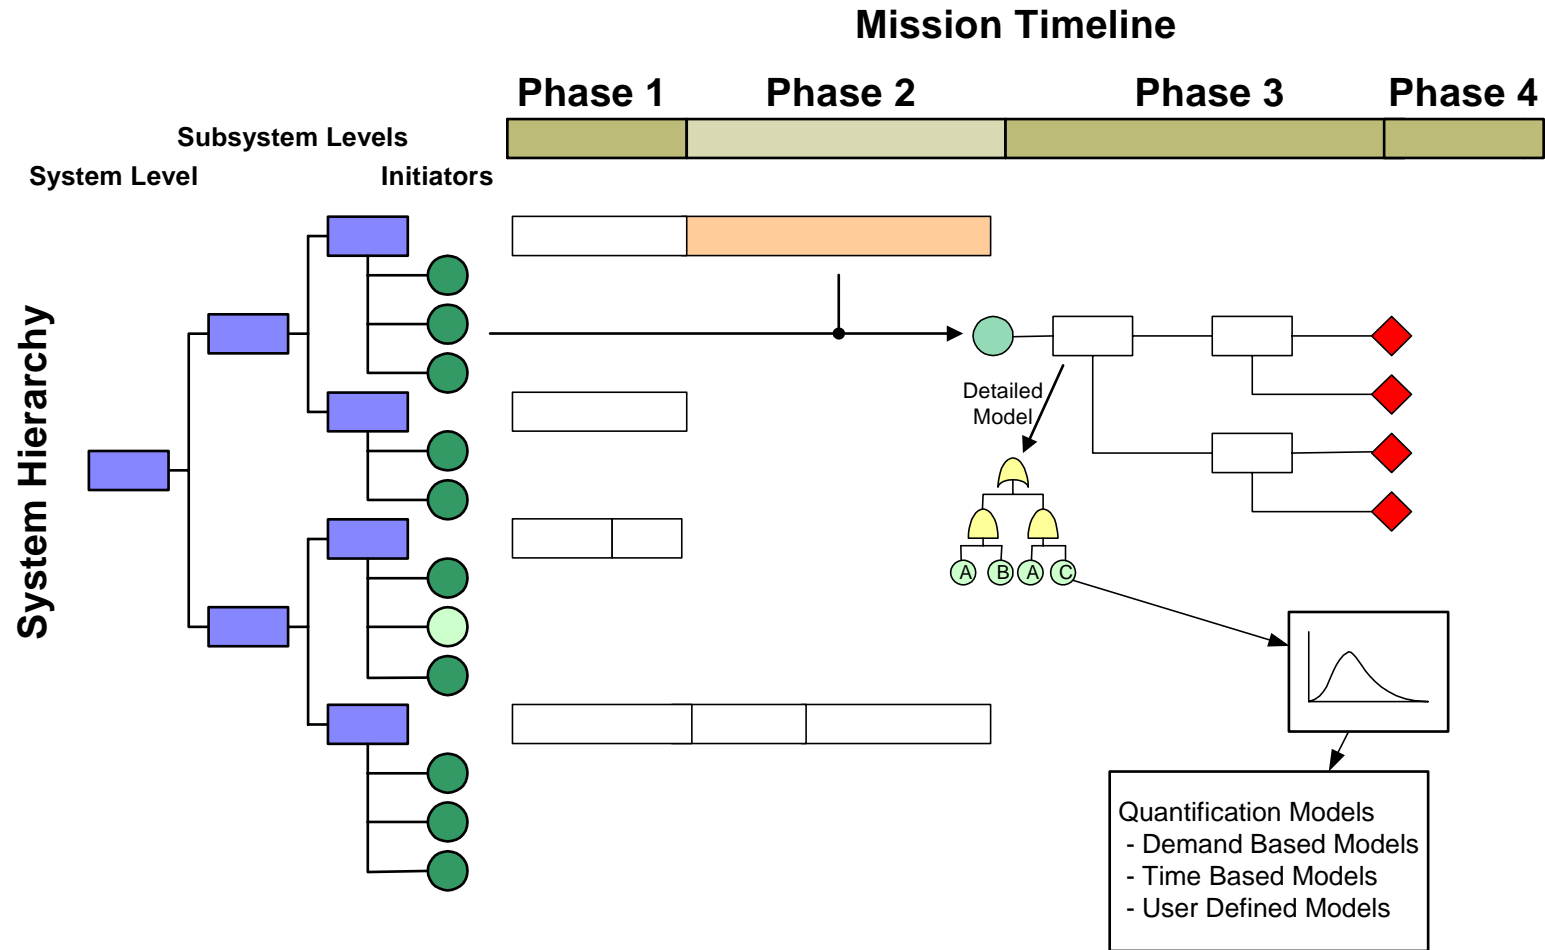 Mission Timeline
Phase 1
Phase 2
Phase 3
Phase 4
Subsystem Levels
System Level
Initiators
System Hierarchy
Detailed
Model
A
B
A
C
Quantification Models
- Demand Based Models
- Time Based Models
- User Defined Models